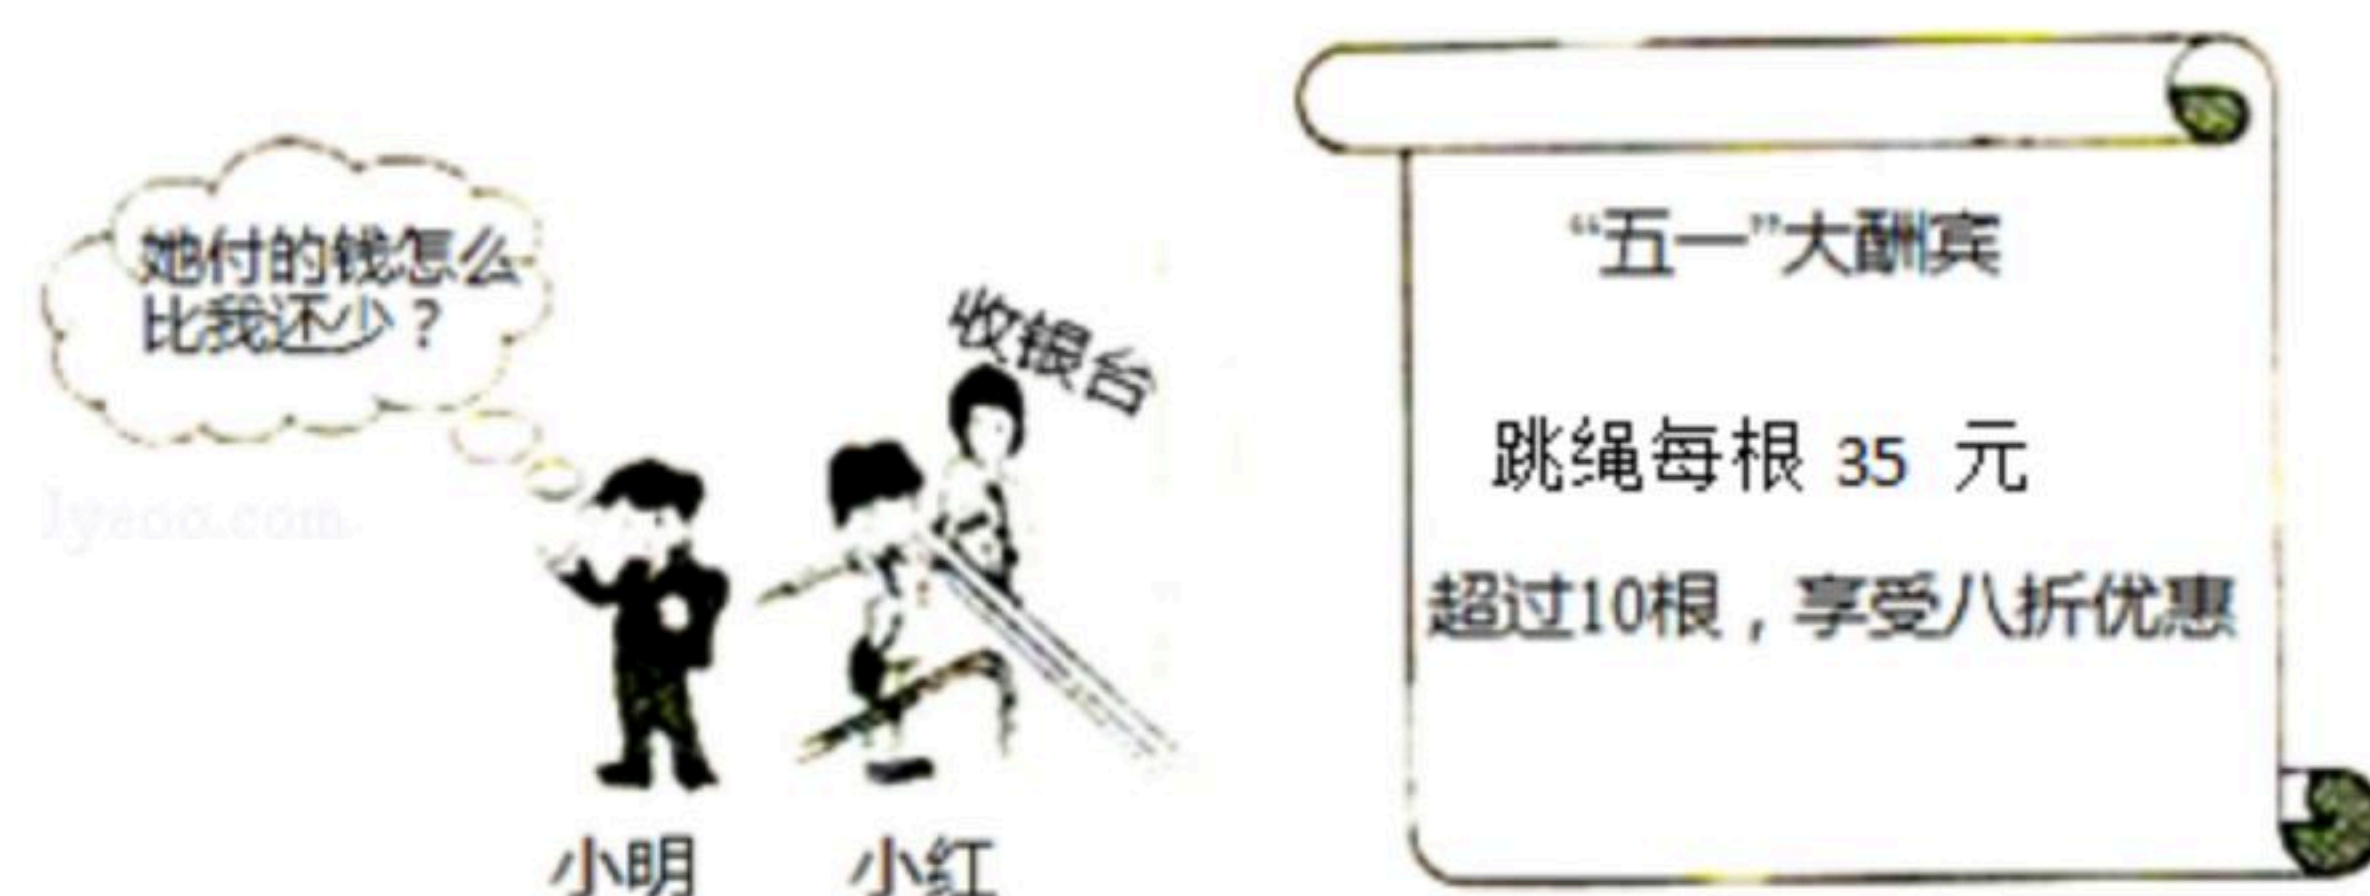 她付的钱怎么
比我还少？
收银台
小明
小红
“五一”大酬宾
跳绳每根 35 元
超过10根，享受八折优惠
jyeoo.com